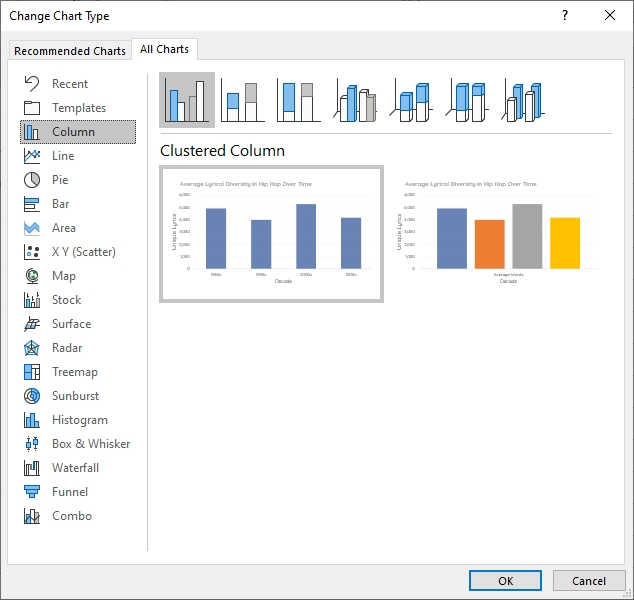 Change Chart Type
?
Recommended Charts
All Charts
Recent
Templates
Column
Line
Pie
Bar
Area
X Y (Scatter)
Map
Stock
Surface
Radar
Treemap
Sunburst
Histogram
Box & Whisker
Waterfall
Funnel
Combo
Clustered Column
Average Lyrical Diversity in Hip Hop Over Time
Unique Lyrics
6,000
5,000
4,000
3,000
2,000
1,000
0
1980s 1990s 2000s 2010s
Decade
Average Lyrical Diversity in Hip Hop Over Time
Unique Lyrics
6,000
5,000
4,000
3,000
2,000
1,000
0
Average Words
Decade
OK
Cancel